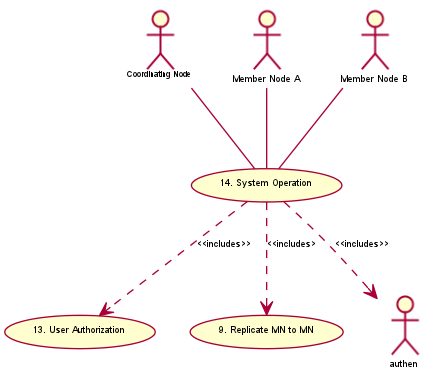 Coordinating Node
Member Node A
Member Node B
14. System Operation
<<includes>>
<<includes>
<<includes>>
13. User Authorization
9. Replicate MN to MN
authen